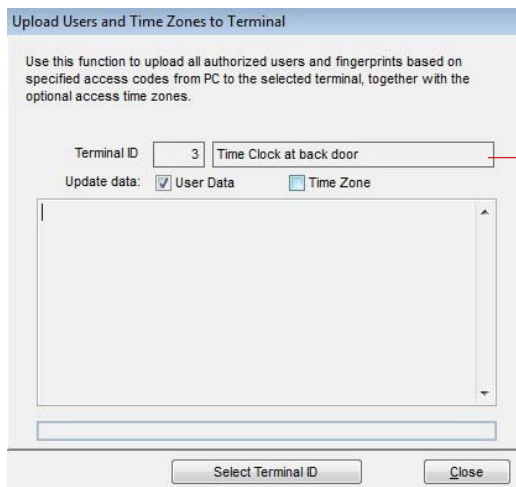 Upload Users and Time Zones to Terminal
Use this function to upload all authorized users and fingerprints based on
specified access codes from PC to the selected terminal, together with the
optional access time zones.
Terminal ID 3 Time Clock at back door
Update data: User Data Time Zone
Select Terminal ID Close